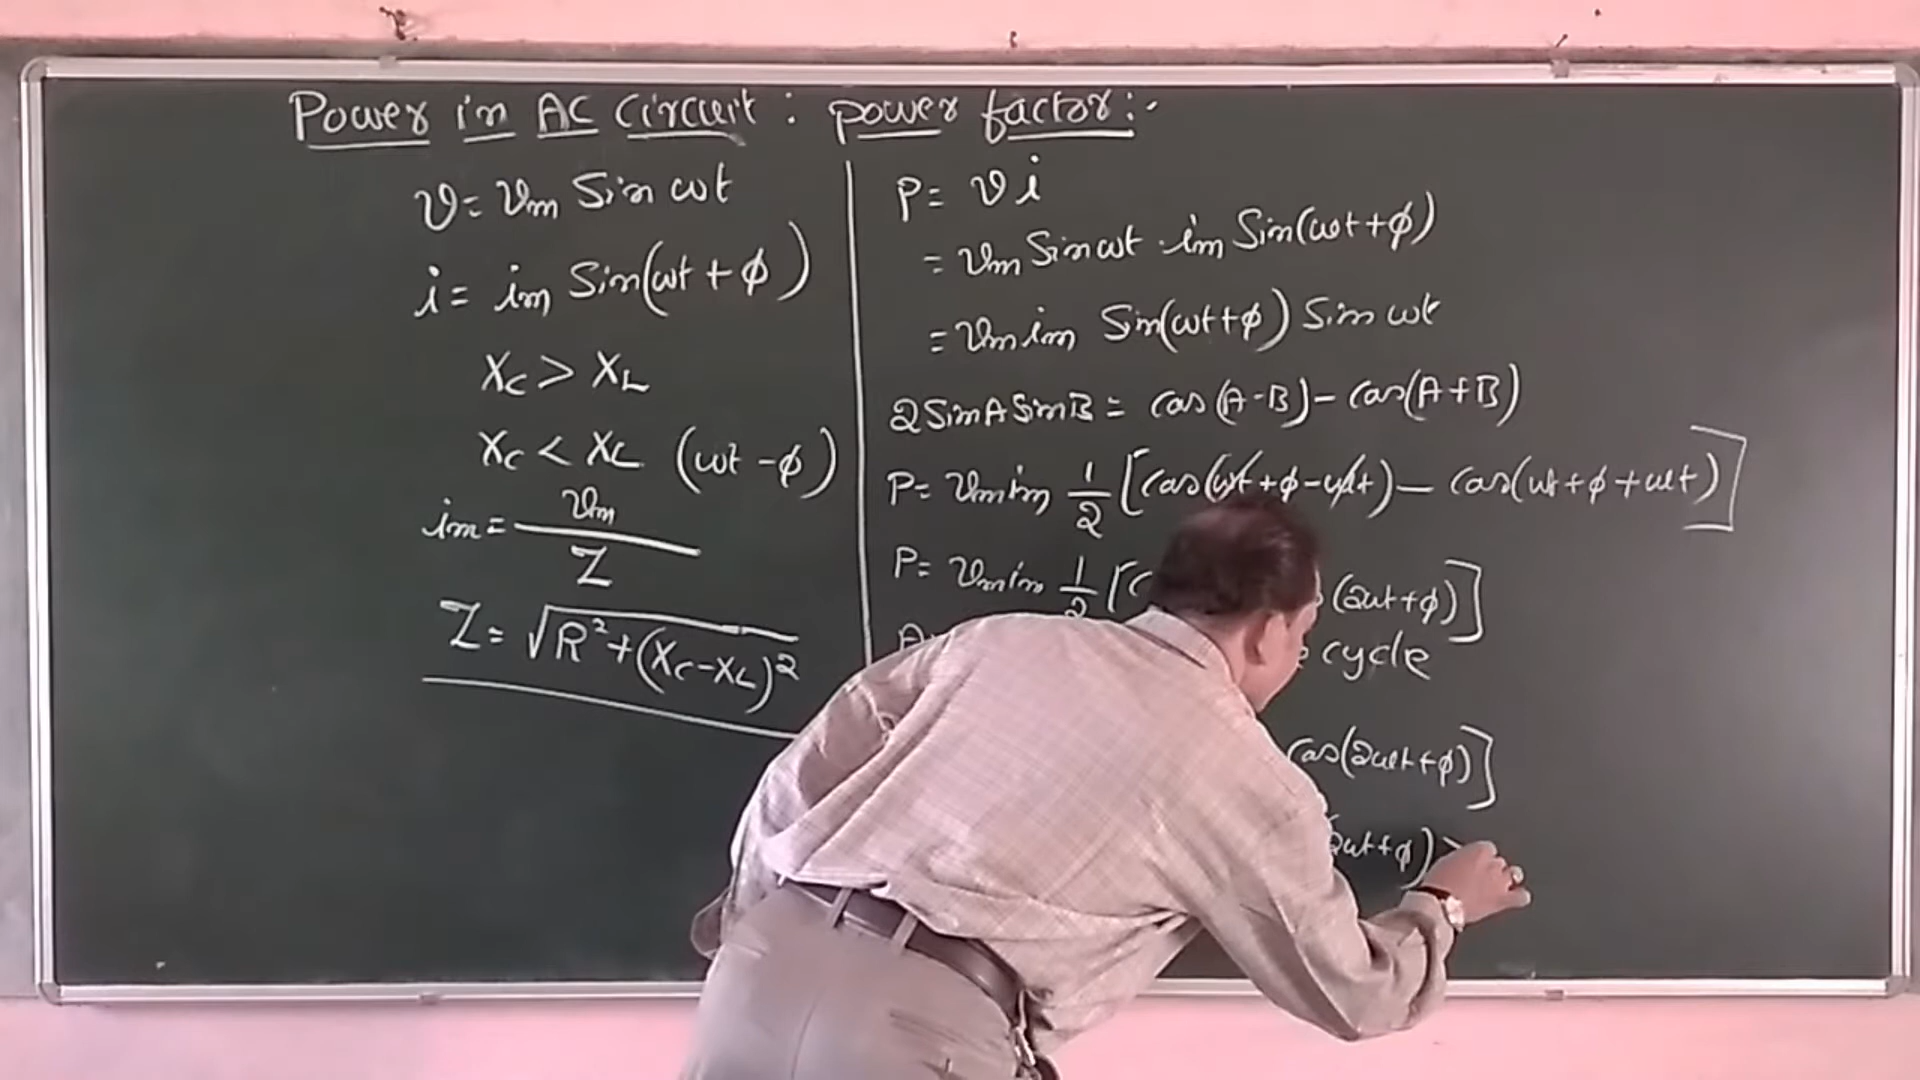 Power in AC Circuit : power factor :-
v = vm Sin ωt
i = im Sin(ωt + φ)
XC > XL
XC < XL (ωt - φ)
im = vm / Z
Z = √R² + (XC - XL)²
P = v i
= vm Sin ωt · im Sin(ωt + φ)
= vm im Sin(ωt + φ) Sin ωt
2 Sin A Sin B = cos(A - B) - cos(A + B)
P = vm im 1/2 [cos(ωt + φ - ωt) - cos(ωt + φ + ωt)]
P = vm im 1/2 [ (2ωt + φ)]
cycle
cos(2ωt + φ)]
2ωt + φ)